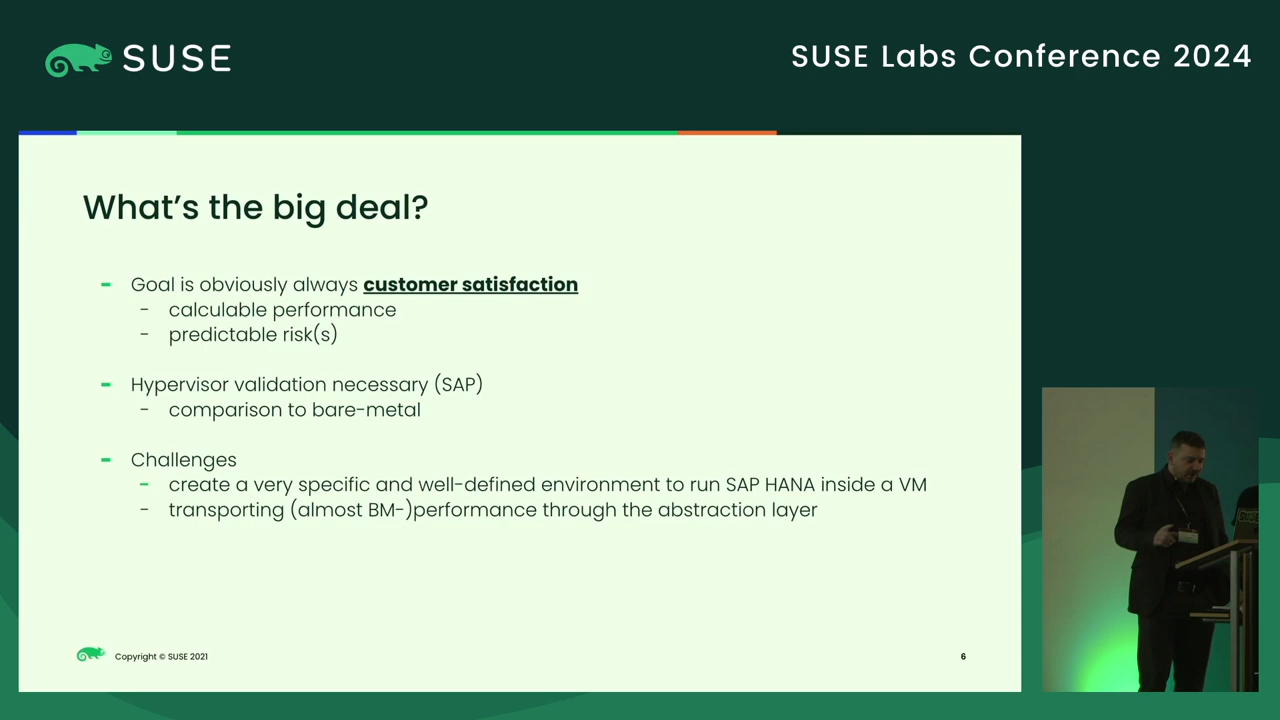 SUSE
SUSE Labs Conference 2024
What's the big deal?
- Goal is obviously always customer satisfaction
- calculable performance
- predictable risk(s)
- Hypervisor validation necessary (SAP)
- comparison to bare-metal
- Challenges
- create a very specific and well-defined environment to run SAP HANA inside a VM
- transporting (almost BM-)performance through the abstraction layer
Copyright © SUSE 2021
6
SUSE